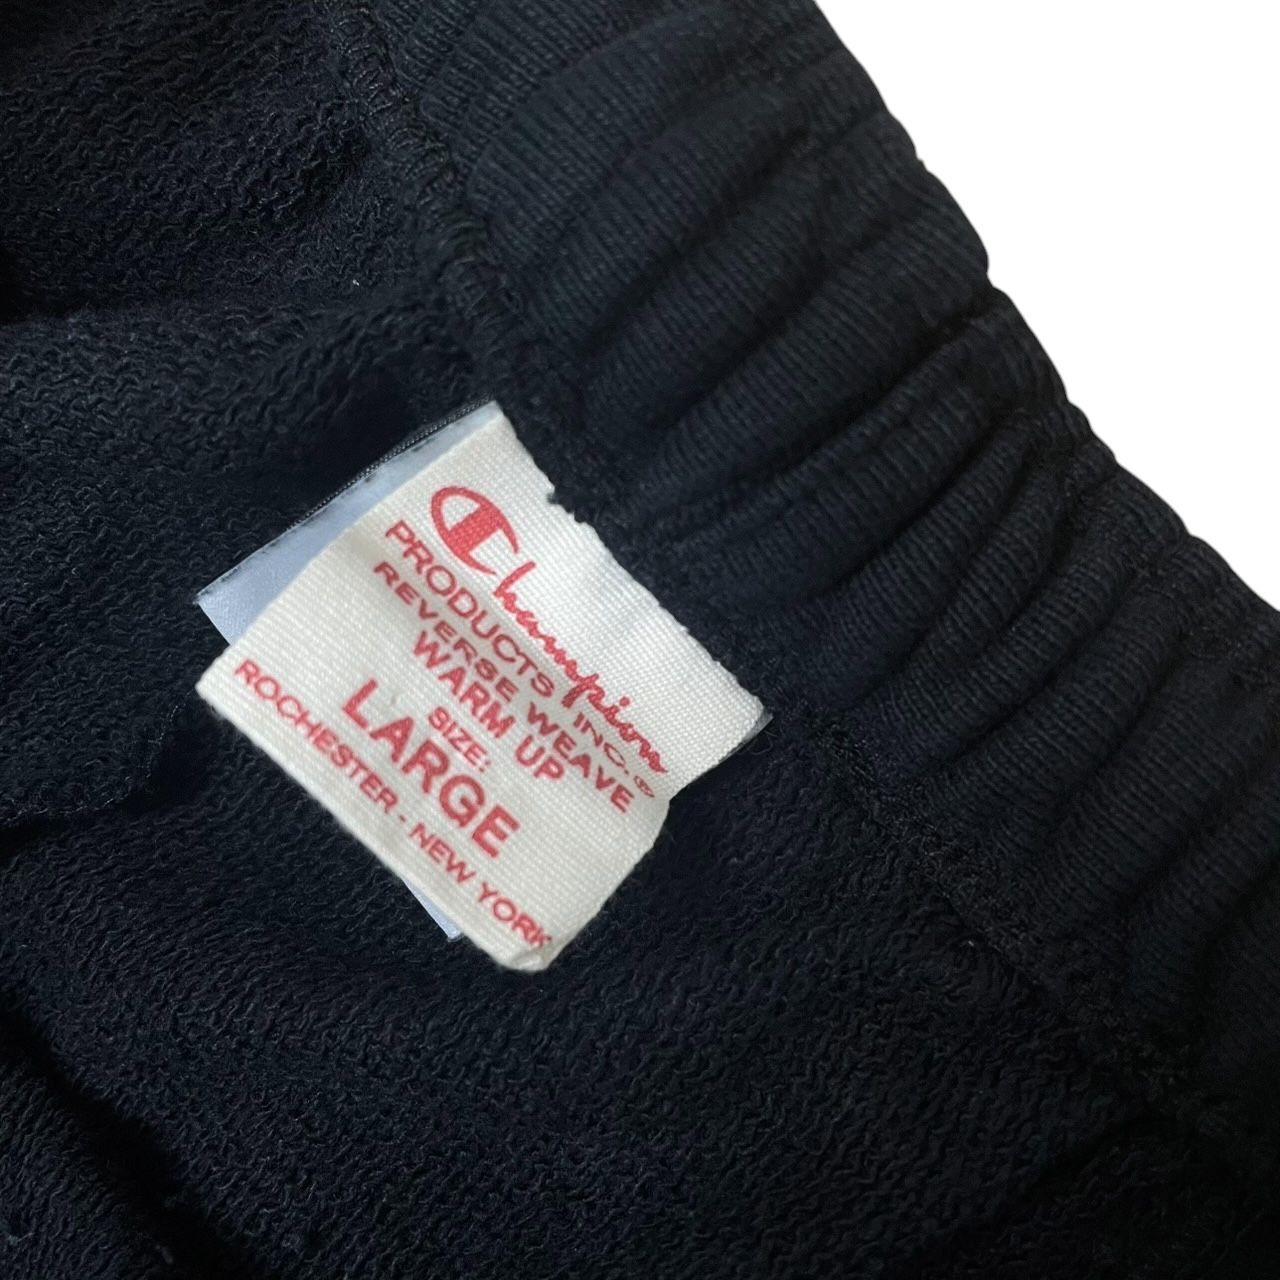 Champion
PRODUCTS INC.®
REVERSE WEAVE
WARM UP
SIZE:
LARGE
ROCHESTER - NEW YORK